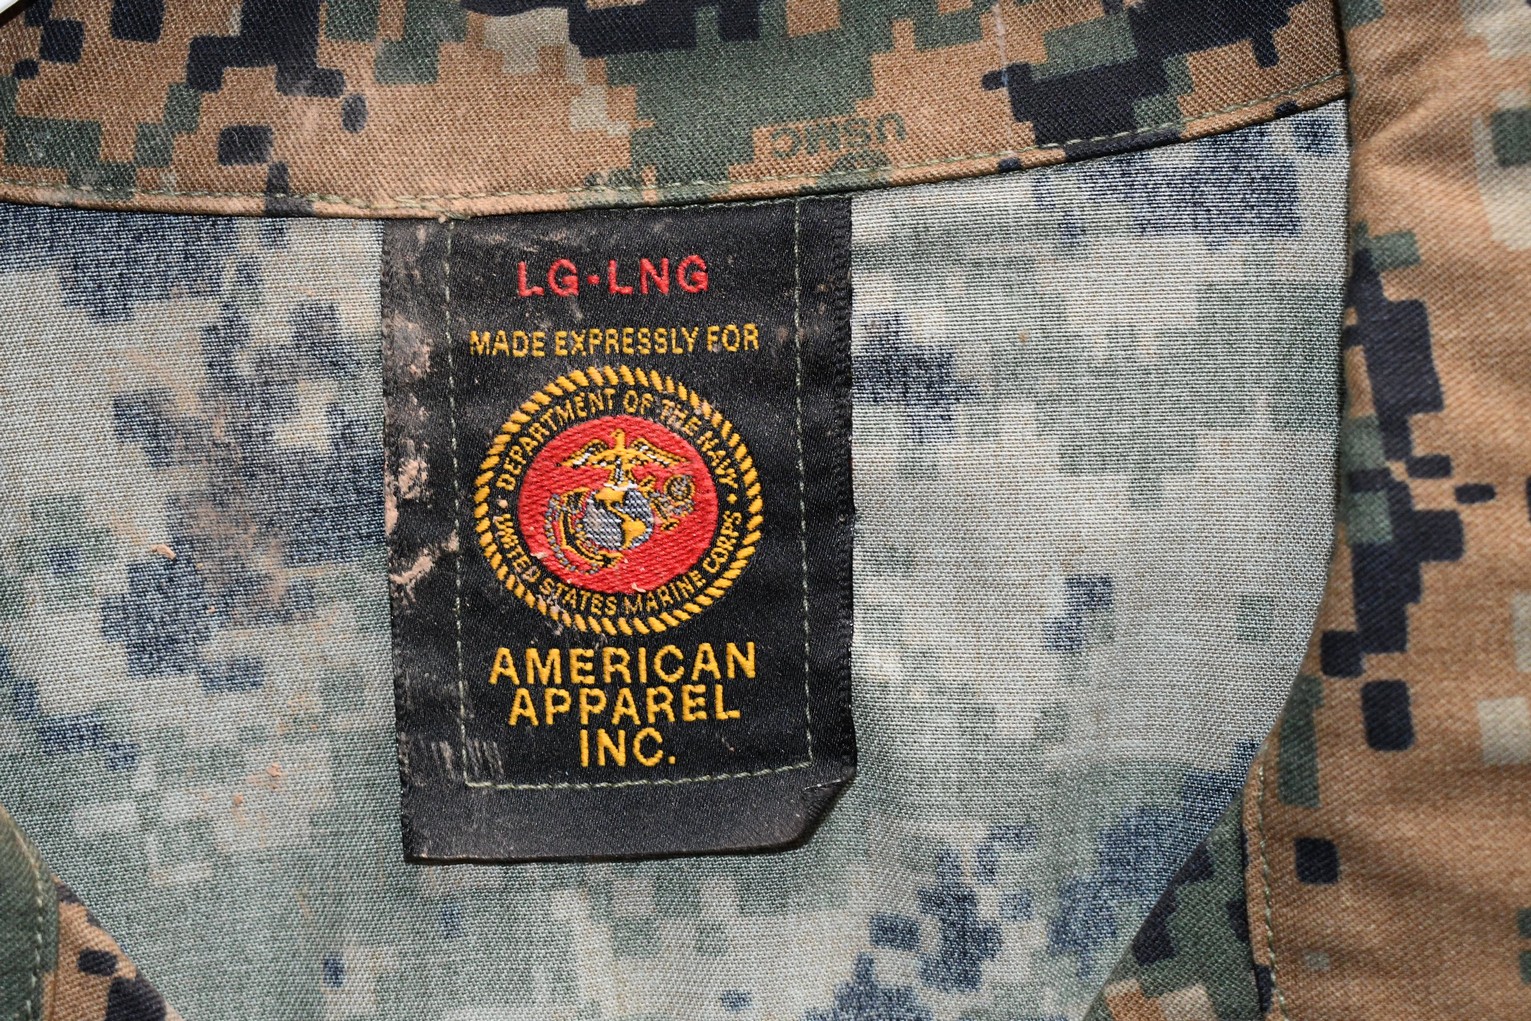 USMC
LG•LNG
MADE EXPRESSLY FOR
DEPARTMENT OF THE NAVY
• UNITED STATES MARINE CORPS •
AMERICAN
APPAREL
INC.